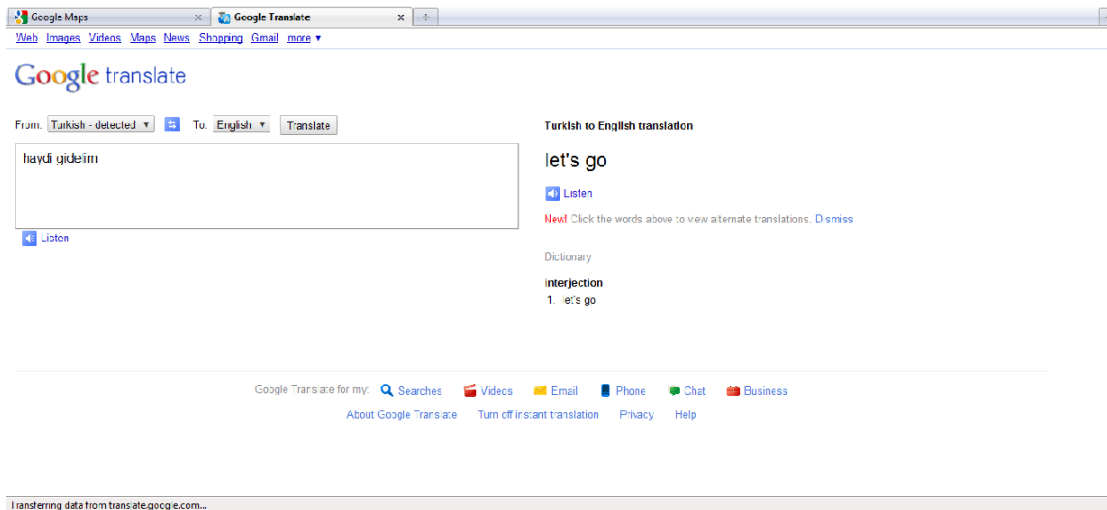 Google Maps
Google Translate
Web Images Videos Maps News Shopping Gmail more ▼
Google translate
From: Turkish - detected ▼ To: English ▼ Translate
haydi gidelim
Listen
Turkish to English translation
let's go
Listen
New! Click the words above to view alternate translations. Dismiss
Dictionary
interjection
1. let's go
Google Translate for my: Searches Videos Email Phone Chat Business
About Google Translate Turn off instant translation Privacy Help
Transferring data from translate.google.com...